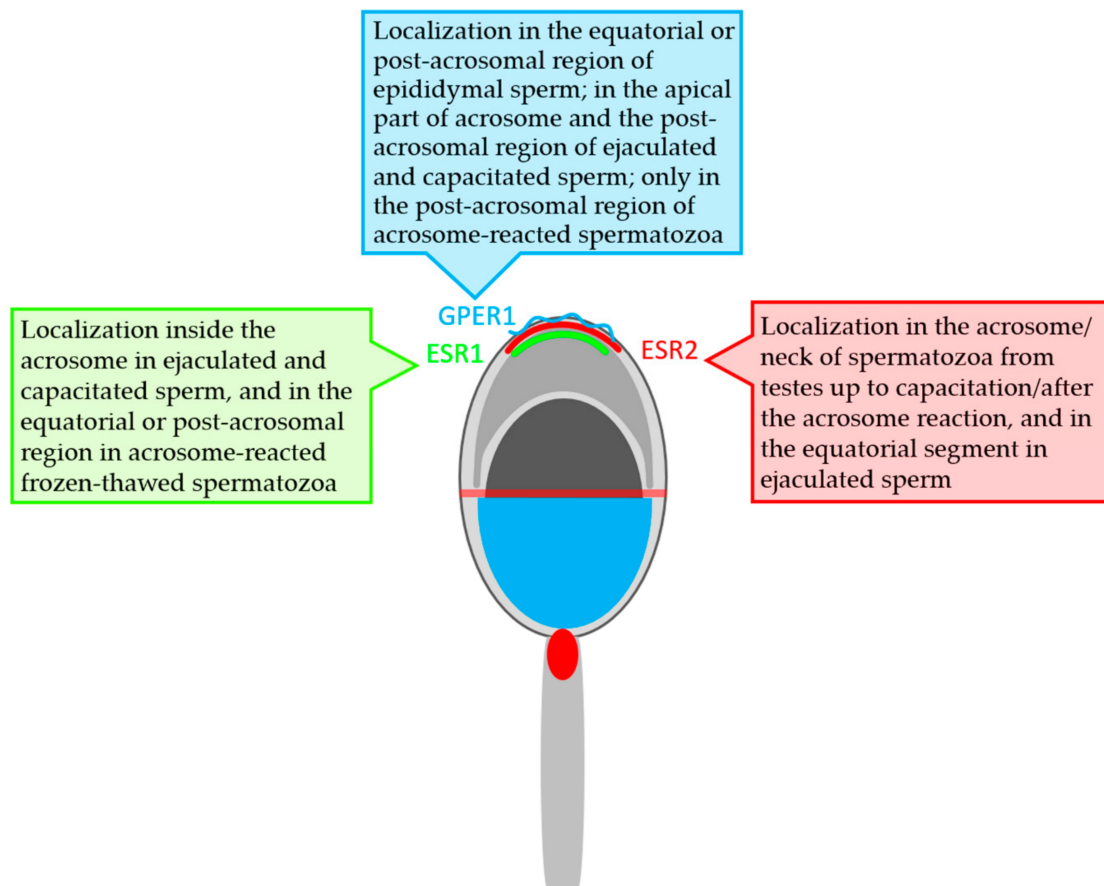 Localization in the equatorial or
post-acrosomal region of
epididymal sperm; in the apical
part of acrosome and the post-
acrosomal region of ejaculated
and capacitated sperm; only in
the post-acrosomal region of
acrosome-reacted spermatozoa
GPER1
ESR1
ESR2
Localization inside the
acrosome in ejaculated and
capacitated sperm, and in the
equatorial or post-acrosomal
region in acrosome-reacted
frozen-thawed spermatozoa
Localization in the acrosome/
neck of spermatozoa from
testes up to capacitation/after
the acrosome reaction, and in
the equatorial segment in
ejaculated sperm